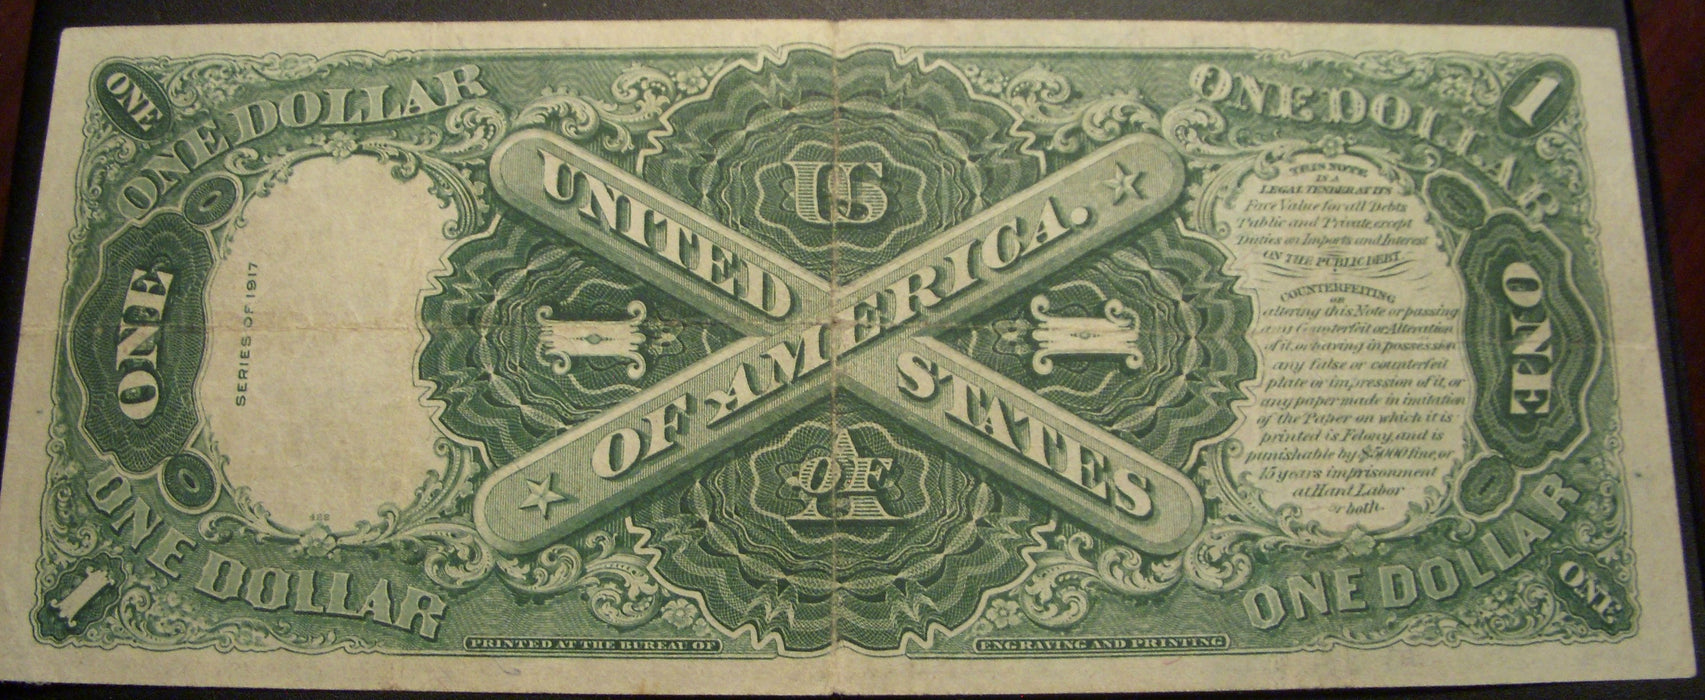 ONE
ONE DOLLAR
ONE DOLLAR
1
US
UNITED
STATES
OF AMERICA.
1
1
OF
A
ONE
SERIES OF 1917
488
THIS NOTE
IS A
LEGAL TENDER AT ITS
Face Value for all Debts
Public and Private, except
Duties on Imports and Interest
ON THE PUBLIC DEBT.
COUNTERFEITING
OR
altering this Note or passing
any Counterfeit or Alteration
of it, or having in possession
any false or counterfeit
plate or impression of it, or
any paper made in imitation
of the Paper on which it is
printed is Felony, and is
punishable by $5000 fine, or
15 years imprisonment
at Hard Labor
or both.
ONE
ONE DOLLAR
ONE DOLLAR
1
ONE
PRINTED AT THE BUREAU OF
ENGRAVING AND PRINTING